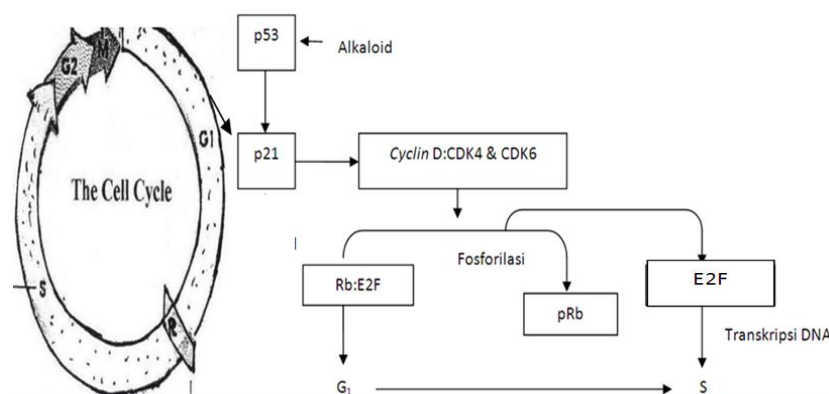 p53
Alkaloid
M
G2
G1
p21
Cyclin D:CDK4 & CDK6
The Cell Cycle
Fosforilasi
S
Rb:E2F
E2F
pRb
R
Transkripsi DNA
G₁
S